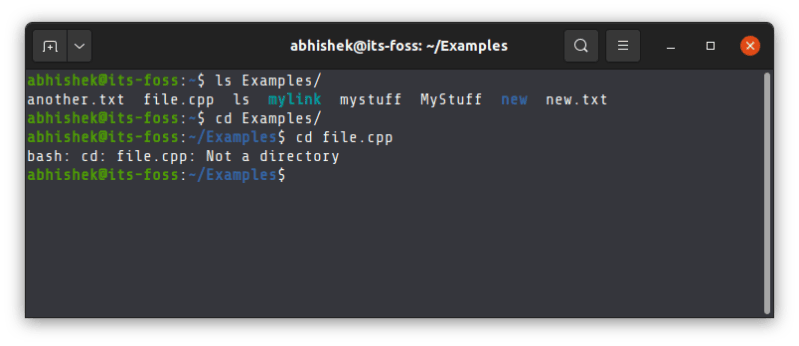 abhishek@its-foss: ~/Examples
abhishek@its-foss:~$ ls Examples/
another.txt  file.cpp  ls  mylink  mystuff  MyStuff  new  new.txt
abhishek@its-foss:~$ cd Examples/
abhishek@its-foss:~/Examples$ cd file.cpp
bash: cd: file.cpp: Not a directory
abhishek@its-foss:~/Examples$